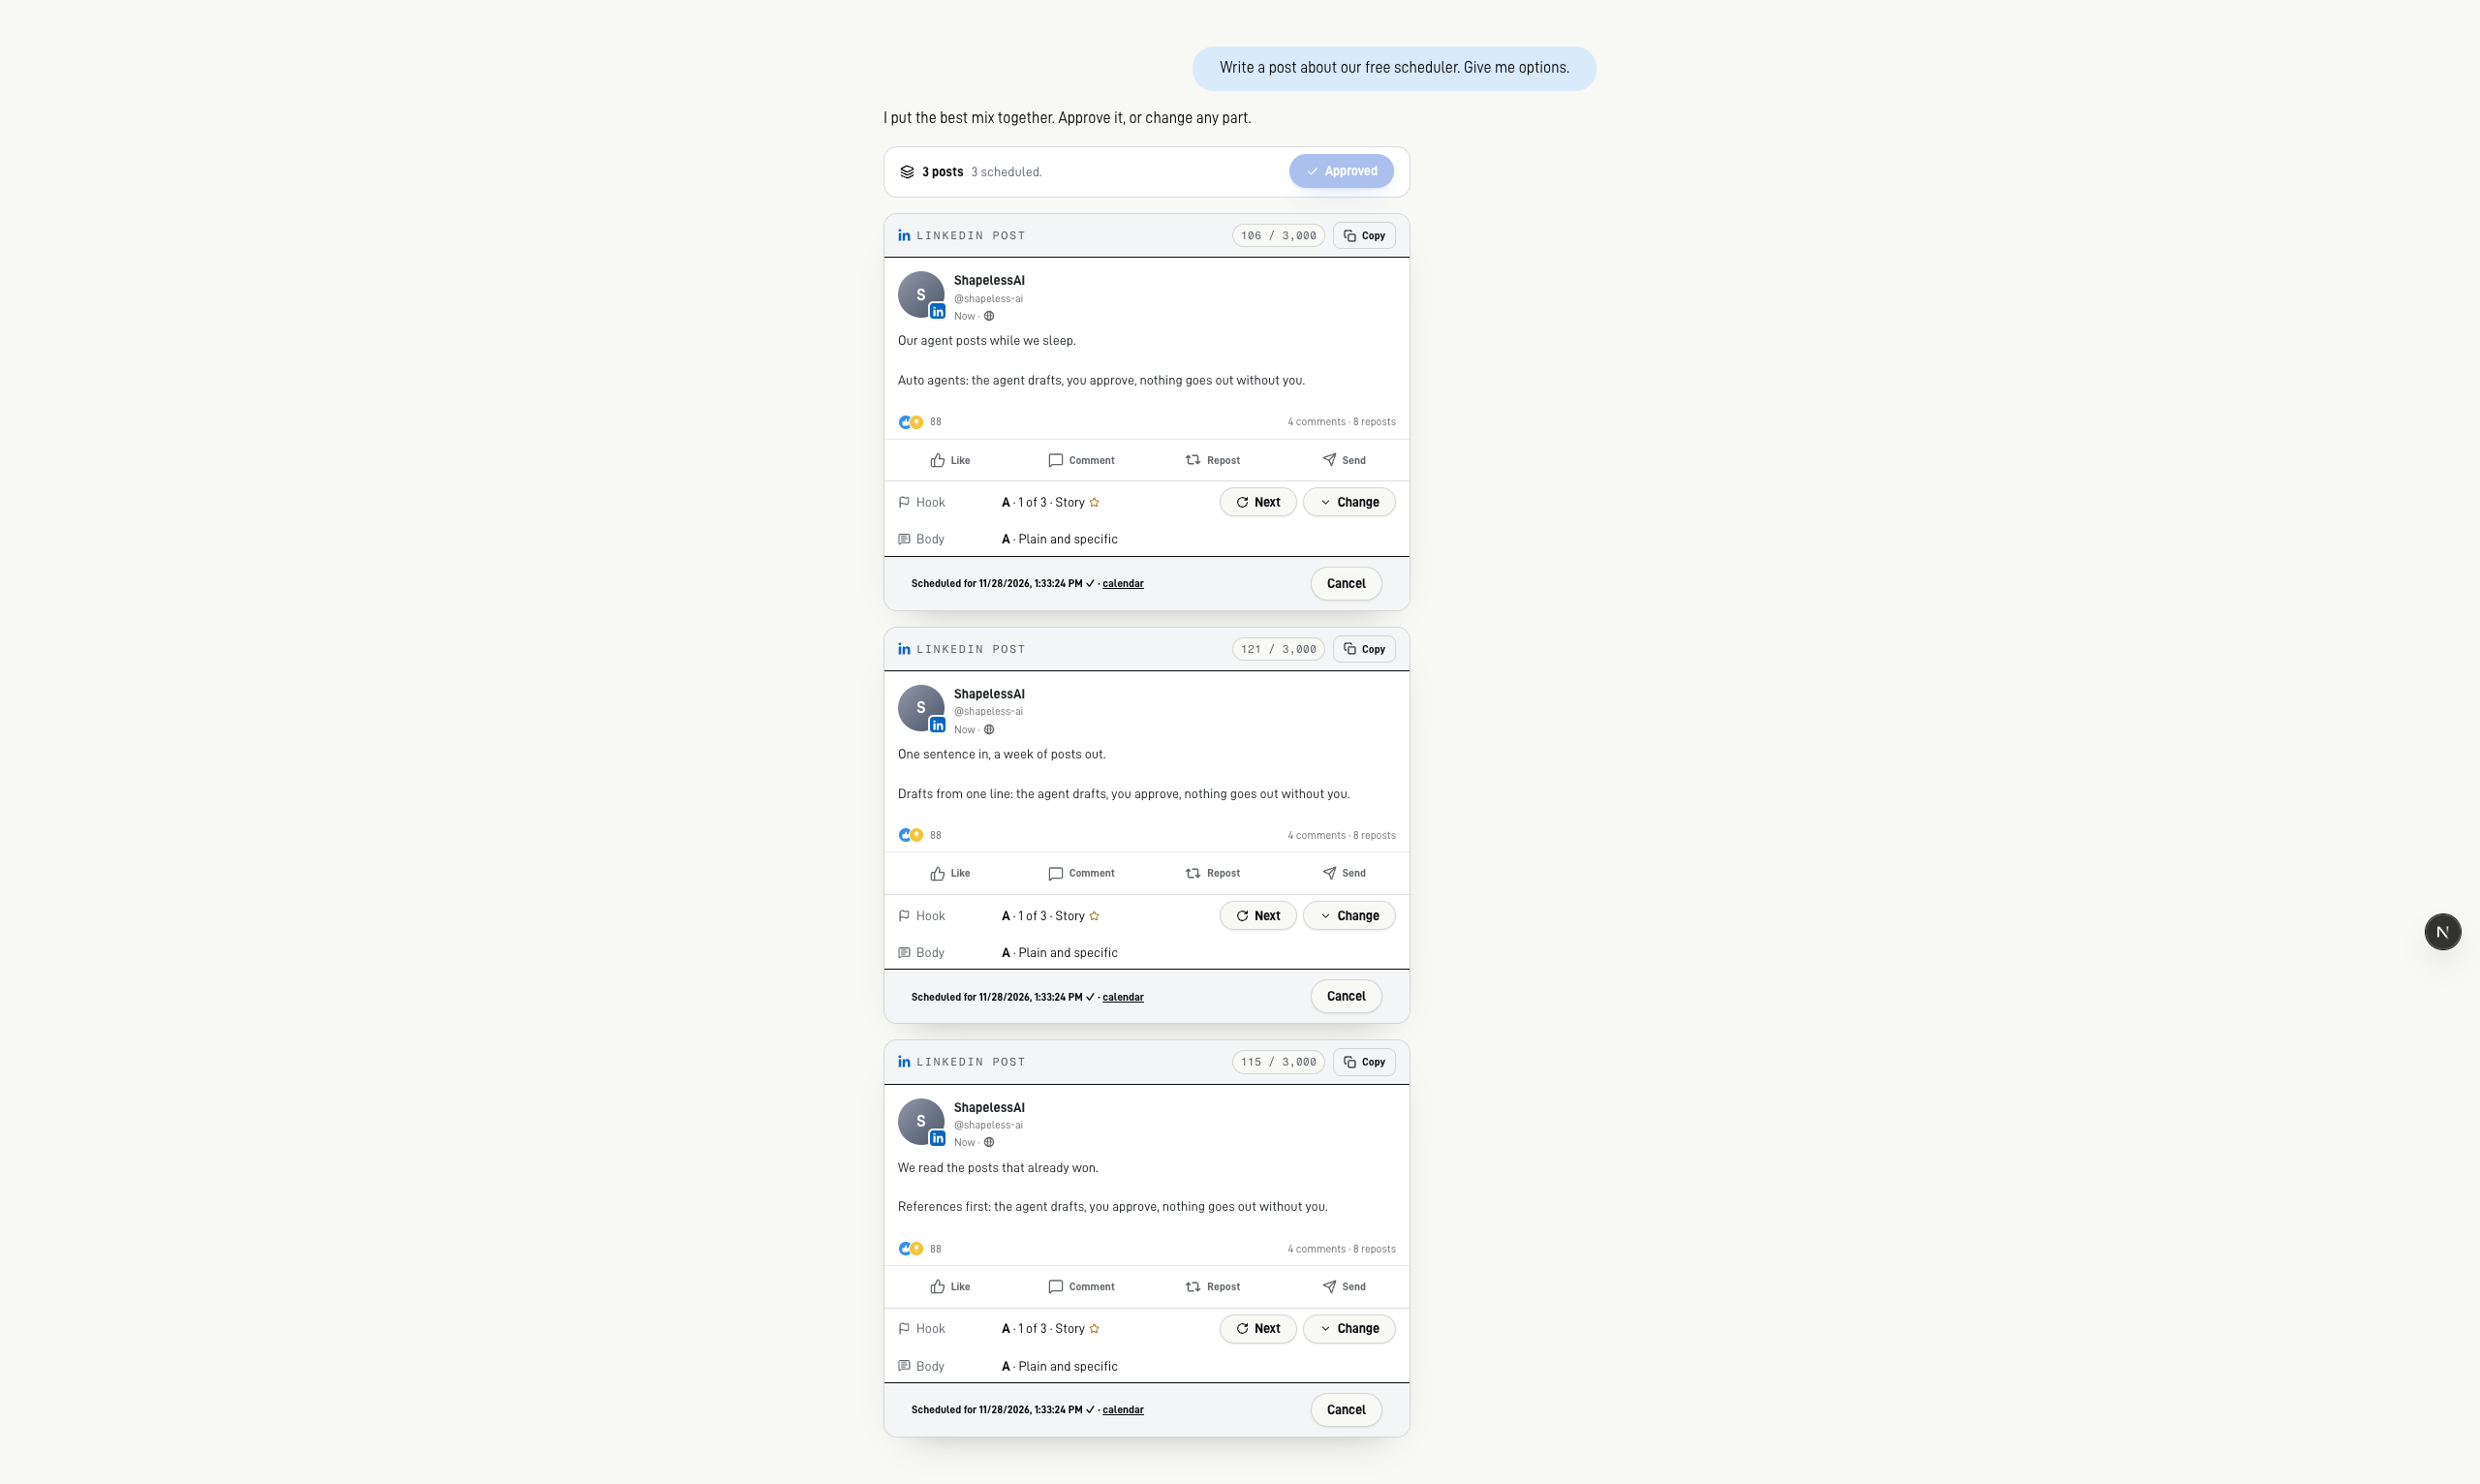 Write a post about our free scheduler. Give me options.
I put the best mix together. Approve it, or change any part.
3 posts 3 scheduled. Approved
in LINKEDIN POST 106 / 3,000 Copy
S in
ShapelessAI
@shapeless-ai
Now ·
Our agent posts while we sleep.
Auto agents: the agent drafts, you approve, nothing goes out without you.
88 4 comments · 8 reposts
Like Comment Repost Send
Hook A · 1 of 3 · Story Next Change
Body A · Plain and specific
Scheduled for 11/28/2026, 1:33:24 PM ✓ · calendar Cancel
in LINKEDIN POST 121 / 3,000 Copy
S in
ShapelessAI
@shapeless-ai
Now ·
One sentence in, a week of posts out.
Drafts from one line: the agent drafts, you approve, nothing goes out without you.
88 4 comments · 8 reposts
Like Comment Repost Send
Hook A · 1 of 3 · Story Next Change
Body A · Plain and specific
Scheduled for 11/28/2026, 1:33:24 PM ✓ · calendar Cancel
N
in LINKEDIN POST 115 / 3,000 Copy
S in
ShapelessAI
@shapeless-ai
Now ·
We read the posts that already won.
References first: the agent drafts, you approve, nothing goes out without you.
88 4 comments · 8 reposts
Like Comment Repost Send
Hook A · 1 of 3 · Story Next Change
Body A · Plain and specific
Scheduled for 11/28/2026, 1:33:24 PM ✓ · calendar Cancel